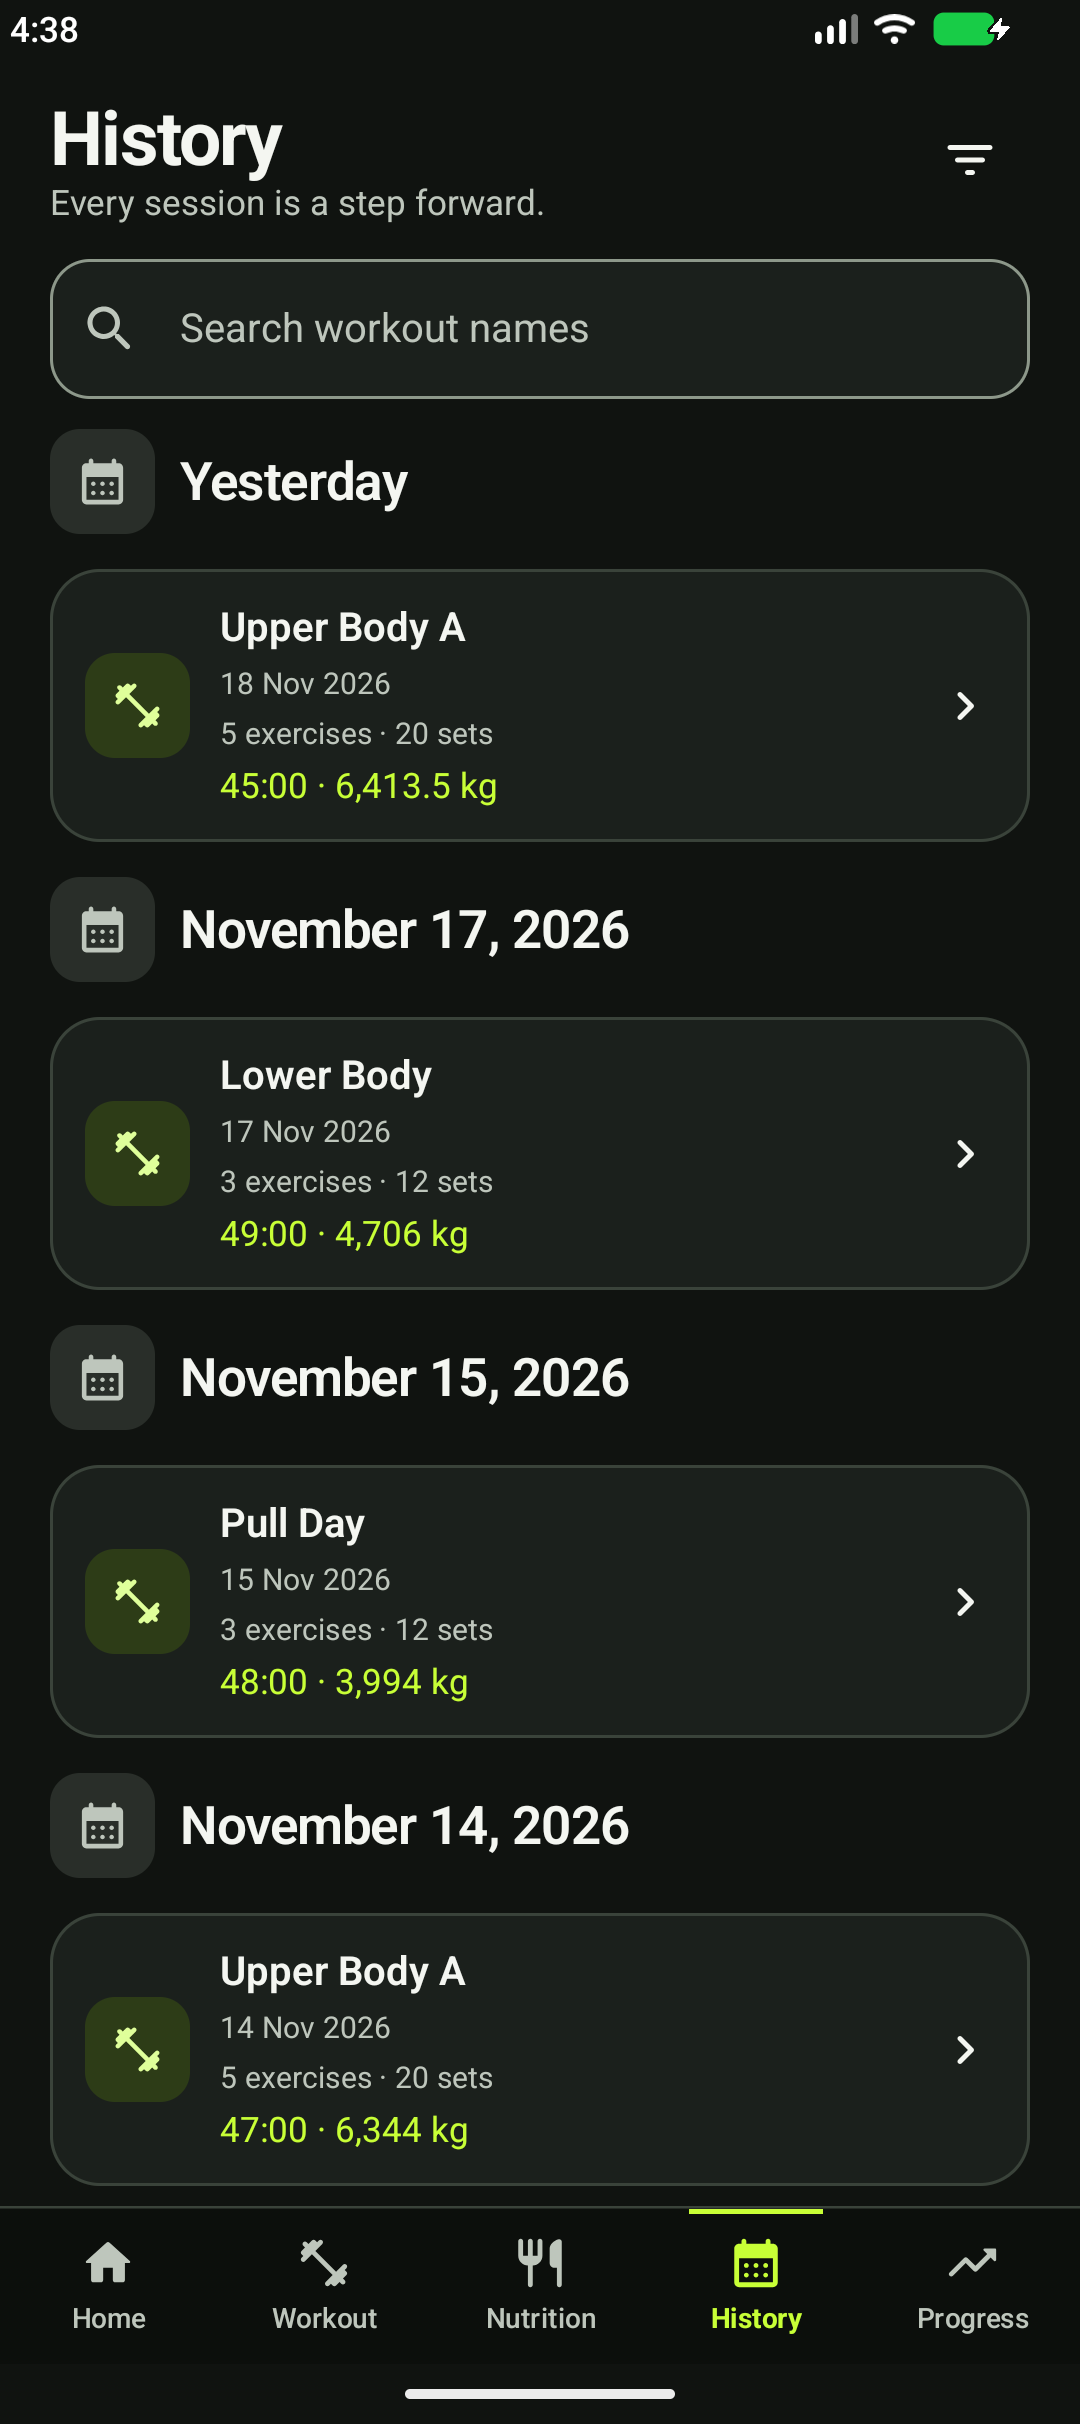 4:38
History
Every session is a step forward.
Search workout names
Yesterday
Upper Body A
18 Nov 2026
5 exercises · 20 sets
45:00 · 6,413.5 kg
November 17, 2026
Lower Body
17 Nov 2026
3 exercises · 12 sets
49:00 · 4,706 kg
November 15, 2026
Pull Day
15 Nov 2026
3 exercises · 12 sets
48:00 · 3,994 kg
November 14, 2026
Upper Body A
14 Nov 2026
5 exercises · 20 sets
47:00 · 6,344 kg
Home Workout Nutrition History Progress